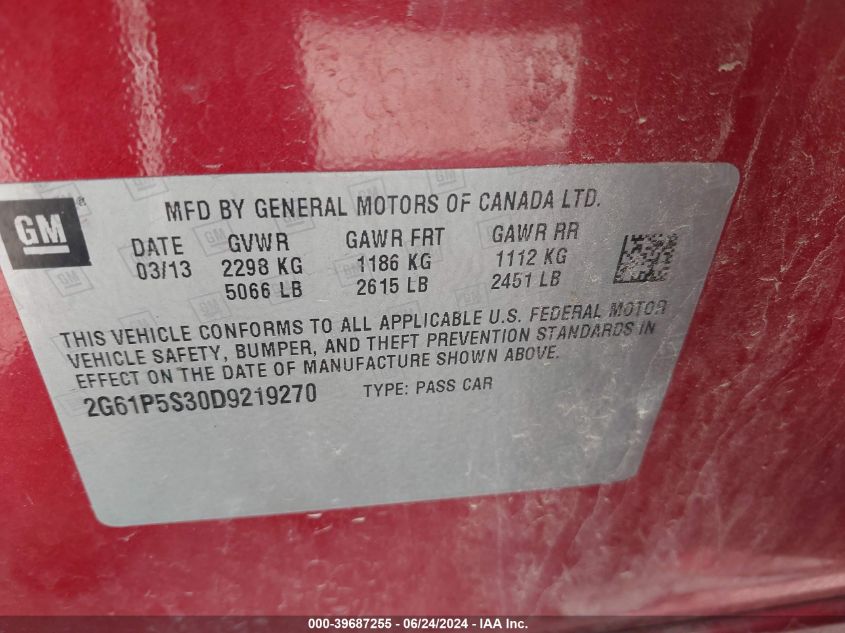 GM
®
MFD BY GENERAL MOTORS OF CANADA LTD.
DATE GVWR GAWR FRT GAWR RR
03/13 2298 KG 1186 KG 1112 KG
5066 LB 2615 LB 2451 LB
THIS VEHICLE CONFORMS TO ALL APPLICABLE U.S. FEDERAL MOTOR
VEHICLE SAFETY, BUMPER, AND THEFT PREVENTION STANDARDS IN
EFFECT ON THE DATE OF MANUFACTURE SHOWN ABOVE.
2G61P5S30D9219270 TYPE: PASS CAR
000-39687255 - 06/24/2024 - IAA Inc.